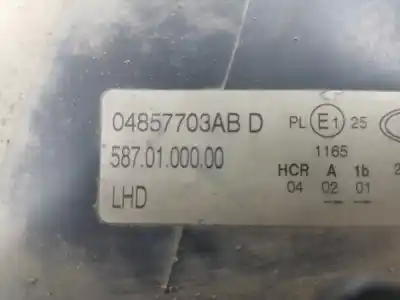 04857703AB D PL E1 25
587.01.000.00 1165
HCR A 1b
LHD 04 02 01